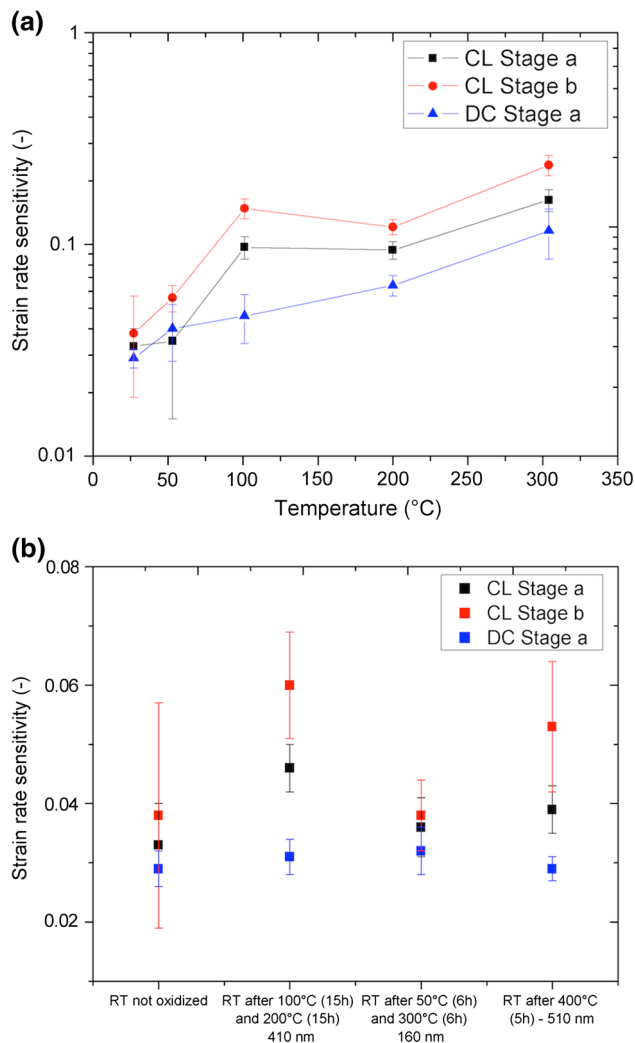 (a)
1
0.1
0.01
Strain rate sensitivity (-)
CL Stage a
CL Stage b
DC Stage a
0 50 100 150 200 250 300 350
Temperature (°C)
(b)
0.08
0.06
0.04
0.02
Strain rate sensitivity (-)
CL Stage a
CL Stage b
DC Stage a
RT not oxidized
RT after 100°C (15h)
and 200°C (15h)
410 nm
RT after 50°C (6h)
and 300°C (6h)
160 nm
RT after 400°C
(5h) - 510 nm